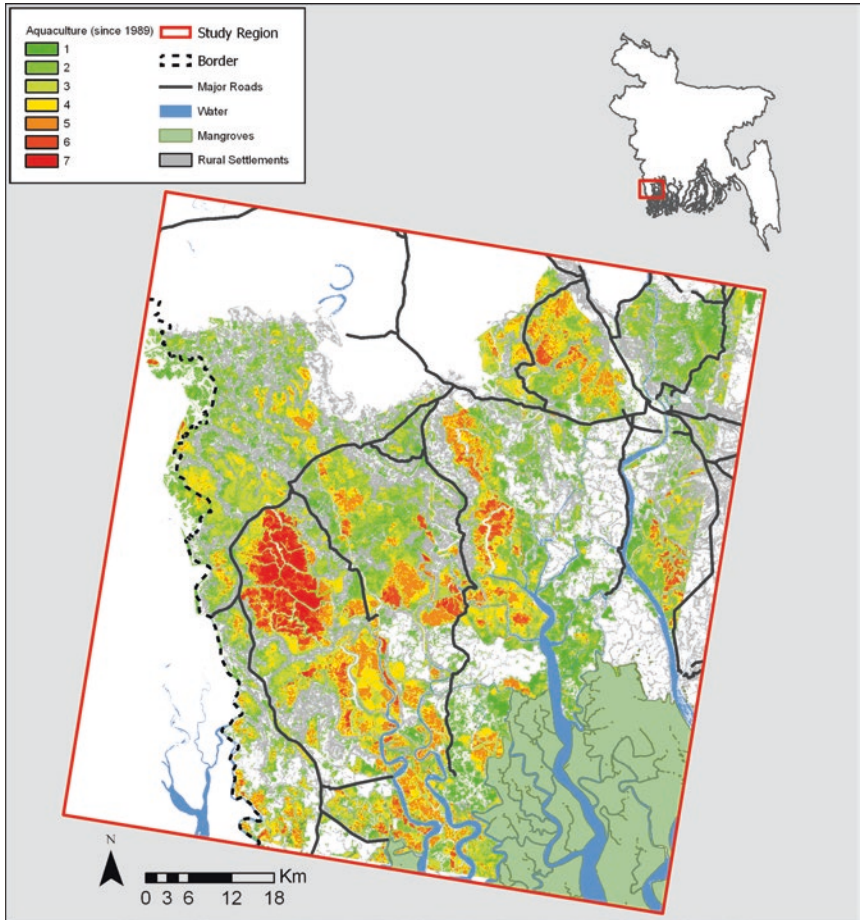 Aquaculture (since 1989)
1
2
3
4
5
6
7
Study Region
Border
Major Roads
Water
Mangroves
Rural Settlements
N
Km
0 3 6 12 18